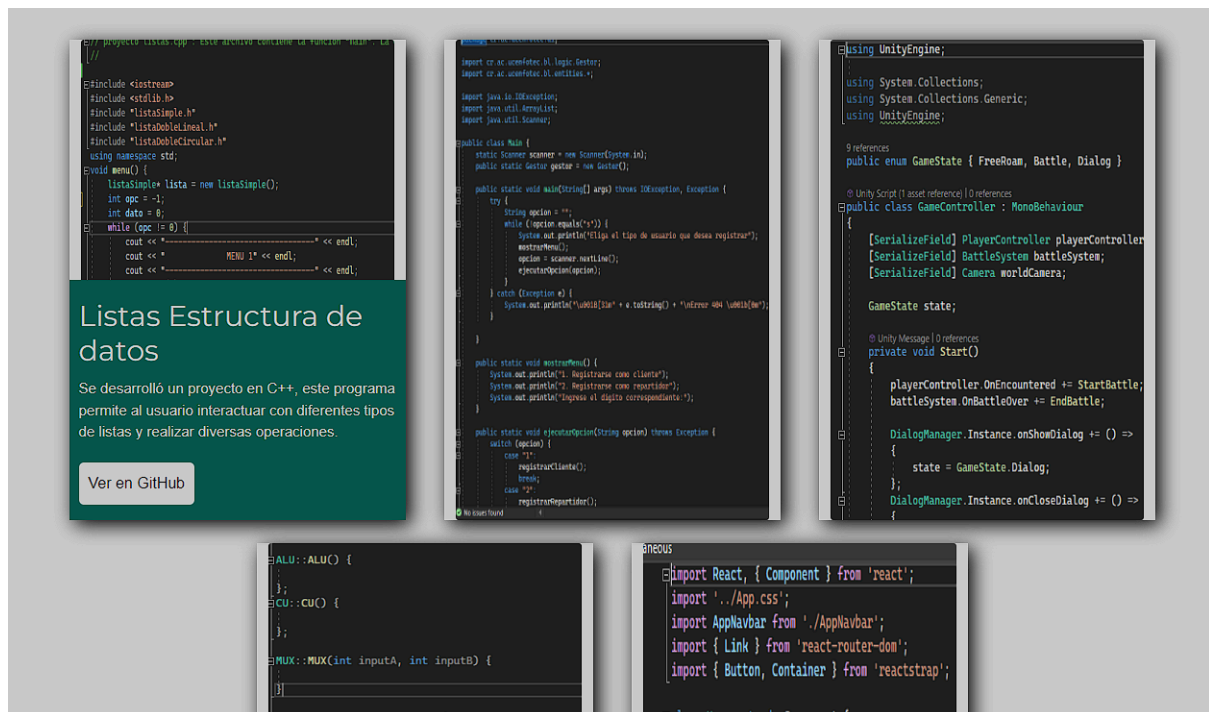 // proyecto listas.cpp : Este archivo contiene la función "main". La
//
#include <iostream>
#include <stdlib.h>
#include "listaSimple.h"
#include "listaDobleLineal.h"
#include "listaDobleCircular.h"
using namespace std;
void menu() {
listaSimple* lista = new listaSimple();
int opc = -1;
int dato = 0;
while (opc != 0) {
cout << "----------------------------------" << endl;
cout << " MENU 1" << endl;
cout << "----------------------------------" << endl;
Listas Estructura de
datos
Se desarrolló un proyecto en C++, este programa
permite al usuario interactuar con diferentes tipos
de listas y realizar diversas operaciones.
Ver en GitHub
import cr.ac.ucenfotec.bl.logic.Gestor;
import cr.ac.ucenfotec.bl.entities.*;
import java.io.IOException;
import java.util.ArrayList;
import java.util.Scanner;
public class Main {
static Scanner scanner = new Scanner(System.in);
public static Gestor gestor = new Gestor();
public static void main(String[] args) throws IOException, Exception {
try {
String opcion = "";
while (!opcion.equals("s")) {
System.out.println("Eliga el tipo de usuario que desea registrar");
mostrarMenu();
opcion = scanner.nextLine();
ejecutarOpcion(opcion);
}
} catch (Exception e) {
System.out.println("\u001B[31m" + e.toString() + "\nError 404 \u001b[0m");
}
}
public static void mostrarMenu() {
System.out.println("1. Registrarse como cliente");
System.out.println("2. Registrarse como repartidor");
System.out.println("Ingrese el digito correspondiente:");
}
public static void ejecutarOpcion(String opcion) throws Exception {
switch (opcion) {
case "1":
registrarCliente();
break;
case "2":
registrarRepartidor();
No issues found
using UnityEngine;
using System.Collections;
using System.Collections.Generic;
using UnityEngine;
9 references
public enum GameState { FreeRoam, Battle, Dialog }
Unity Script (1 asset reference) | 0 references
public class GameController : MonoBehaviour
{
[SerializeField] PlayerController playerController
[SerializeField] BattleSystem battleSystem;
[SerializeField] Camera worldCamera;
GameState state;
Unity Message | 0 references
private void Start()
{
playerController.OnEncountered += StartBattle;
battleSystem.OnBattleOver += EndBattle;
DialogManager.Instance.onShowDialog += () =>
{
state = GameState.Dialog;
};
DialogManager.Instance.onCloseDialog += () =>
{
ALU::ALU() {
};
CU::CU() {
};
MUX::MUX(int inputA, int inputB) {
}
aneous
import React, { Component } from 'react';
import '../App.css';
import AppNavbar from './AppNavbar';
import { Link } from 'react-router-dom';
import { Button, Container } from 'reactstrap';